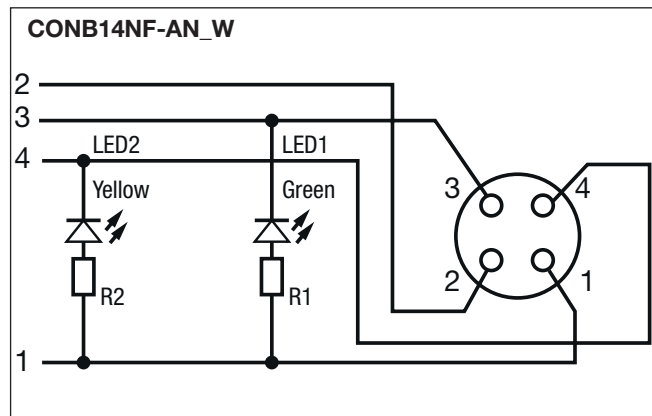 CONB14NF-AN_W
2
3
4
LED2
LED1
Yellow
Green
R2
R1
1
3
4
2
1